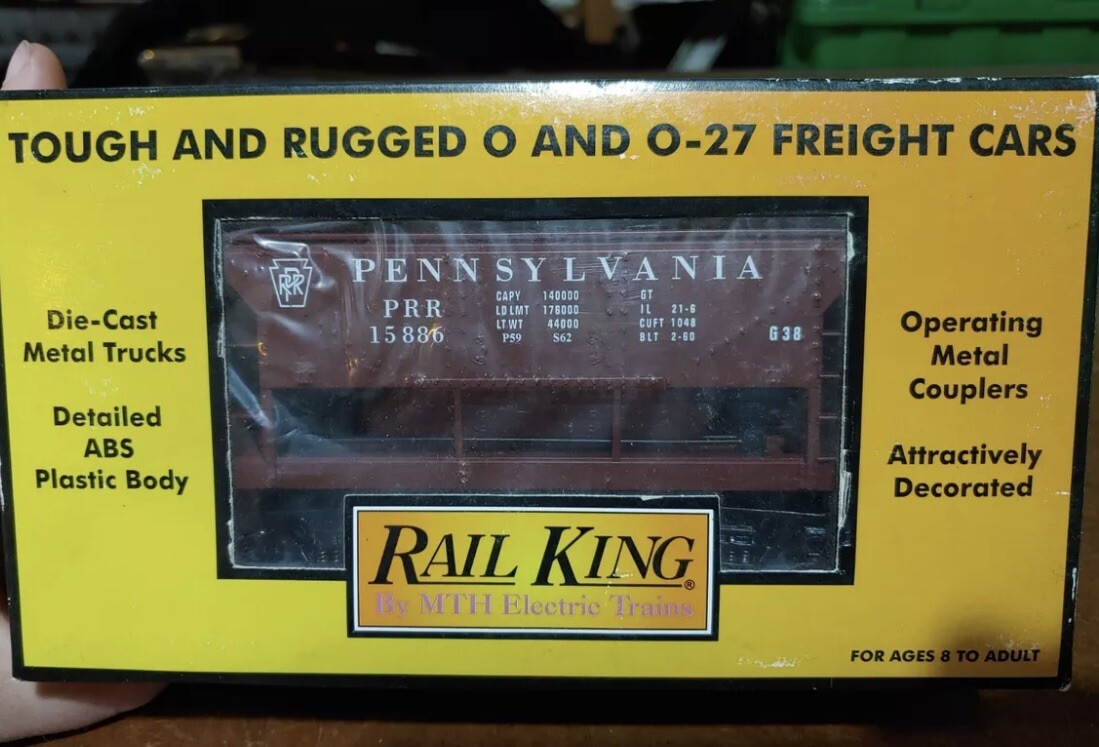 TOUGH AND RUGGED O AND O-27 FREIGHT CARS
Die-Cast
Metal Trucks
Detailed
ABS
Plastic Body
PRR
PENNSYLVANIA
PRR
15886
CAPY 140000
LD LMT 176000
LT WT 44000
P59 S62
GT
IL 21-6
CUFT 1048
BLT 2-60
G38
Operating
Metal
Couplers
Attractively
Decorated
RAIL KING®
By MTH Electric Trains
FOR AGES 8 TO ADULT